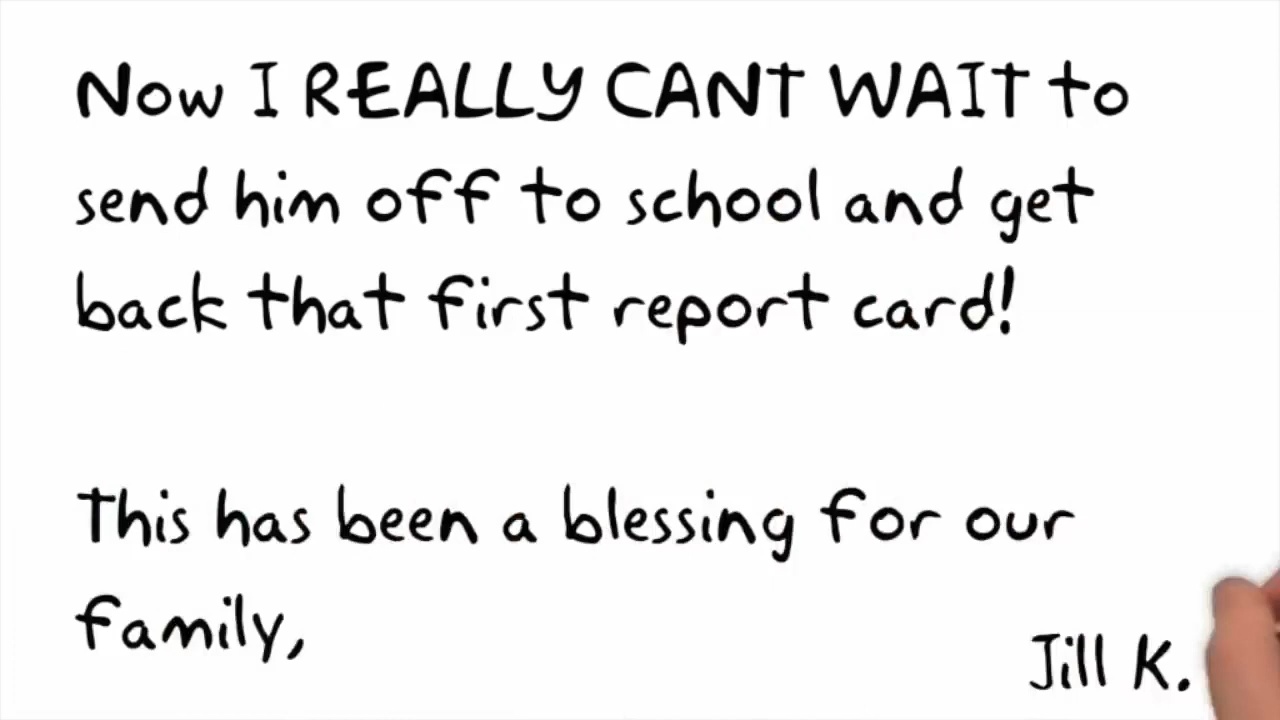 Now I REALLY CANT WAIT to
send him off to school and get
back that first report card!
This has been a blessing for our
family,
Jill K.